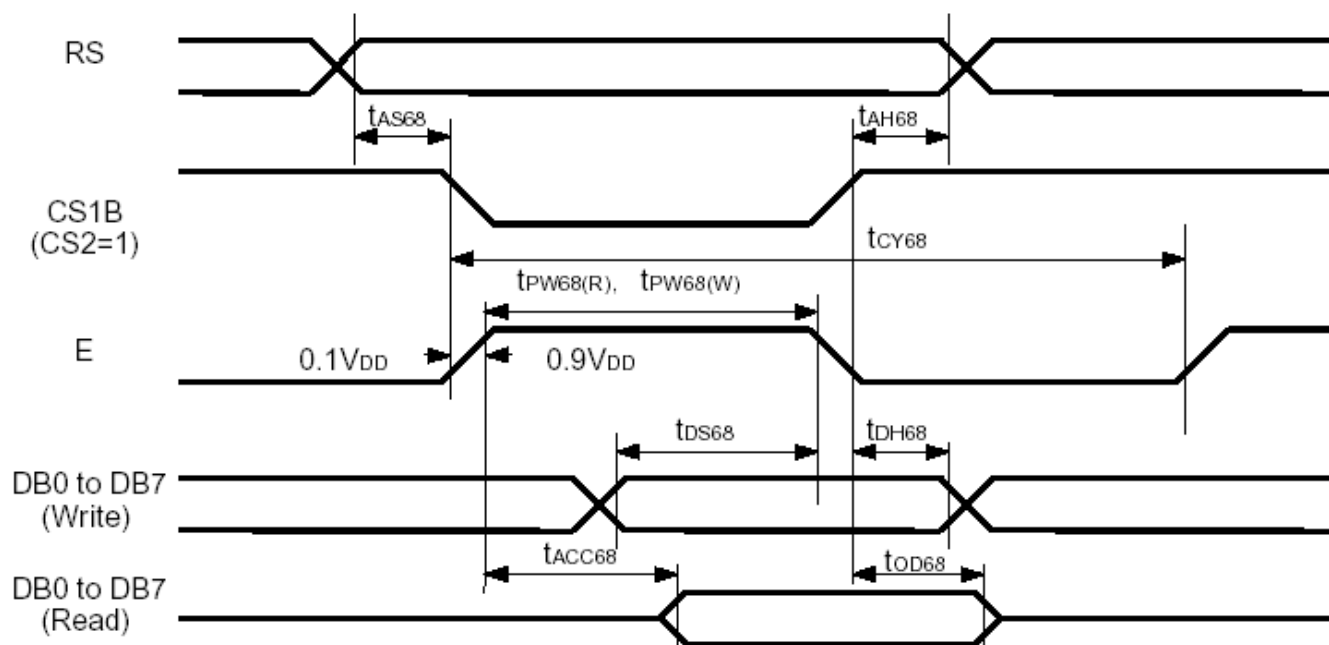 RS
tAS68 tAH68
CS1B
(CS2=1)
tCY68
tPW68(R), tPW68(W)
E
0.1VDD 0.9VDD
tDS68 tDH68
DB0 to DB7
(Write)
tACC68 tOD68
DB0 to DB7
(Read)